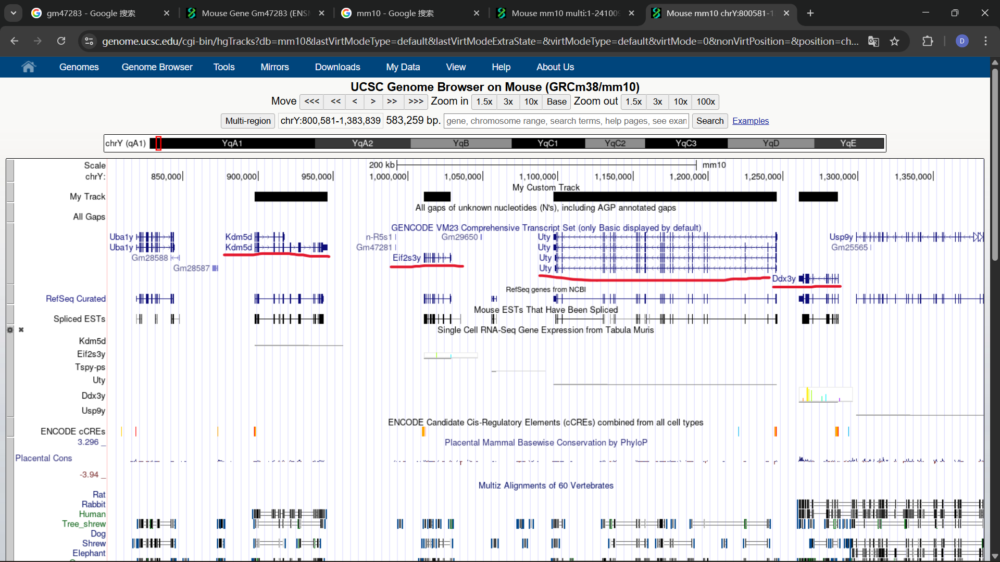 gm47283 - Google 搜索
Mouse Gene Gm47283 (ENSM
mm10 - Google 搜索
Mouse mm10 multi:1-24100
Mouse mm10 chrY:800581-1
genome.ucsc.edu/cgi-bin/hgTracks?db=mm10&lastVirtModeType=default&lastVirtModeExtraState=&virtModeType=default&virtMode=0&nonVirtPosition=&position=ch...
D
Genomes Genome Browser Tools Mirrors Downloads My Data View Help About Us
UCSC Genome Browser on Mouse (GRCm38/mm10)
Move <<< << < > >> >>> Zoom in 1.5x 3x 10x Base Zoom out 1.5x 3x 10x 100x
Multi-region chrY:800,581-1,383,839 583,259 bp. gene, chromosome range, search terms, help pages, see exam Search Examples
chrY (qA1) YqA1 YqA2 YqB YqC1 YqC2 YqC3 YqD YqE
Scale 200 kb mm10
chrY: 850,000 900,000 950,000 1,000,000 1,050,000 1,100,000 1,150,000 1,200,000 1,250,000 1,300,000 1,350,000
My Custom Track
My Track
All gaps of unknown nucleotides (N's), including AGP annotated gaps
All Gaps
GENCODE VM23 Comprehensive Transcript Set (only Basic displayed by default)
Uba1y Kdm5d n-R5s1 Gm29650 Uty Usp9y
Uba1y Kdm5d Gm47281 Uty Gm25565
Gm28588 Eif2s3y Uty
Gm28587 Uty
Ddx3y
RefSeq genes from NCBI
RefSeq Curated
Mouse ESTs That Have Been Spliced
Spliced ESTs
Single Cell RNA-Seq Gene Expression from Tabula Muris
Kdm5d
Eif2s3y
Tspy-ps
Uty
Ddx3y
Usp9y
ENCODE Candidate Cis-Regulatory Elements (cCREs) combined from all cell types
ENCODE cCREs
3.296 _
Placental Mammal Basewise Conservation by PhyloP
Placental Cons
-3.94 _
Multiz Alignments of 60 Vertebrates
Rat
Rabbit
Human
Tree_shrew
Dog
Shrew
Elephant